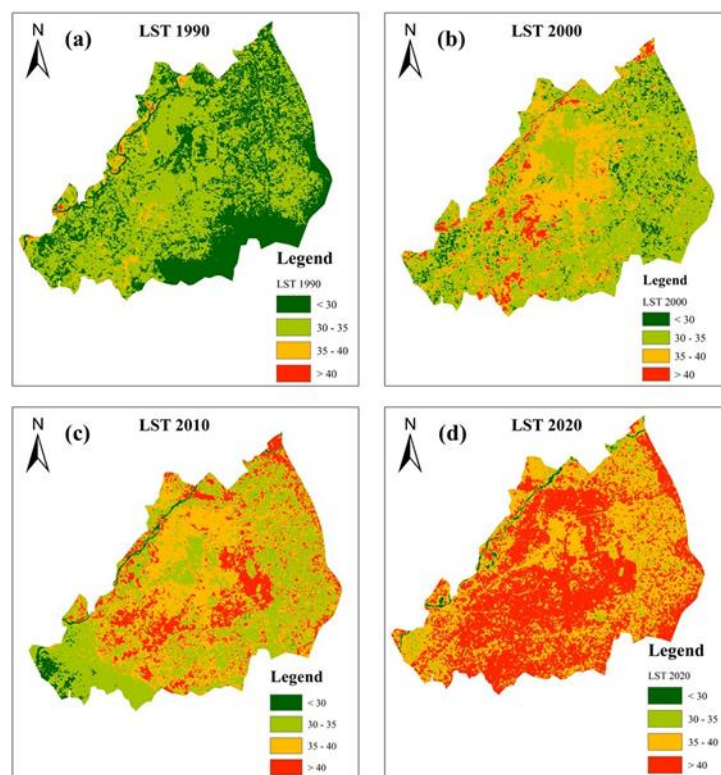 N
(a)
LST 1990
Legend
LST 1990
< 30
30 - 35
35 - 40
> 40
N
(b)
LST 2000
Legend
LST 2000
< 30
30 - 35
35 - 40
> 40
N
(c)
LST 2010
Legend
< 30
30 - 35
35 - 40
> 40
N
(d)
LST 2020
Legend
LST 2020
< 30
30 - 35
35 - 40
> 40